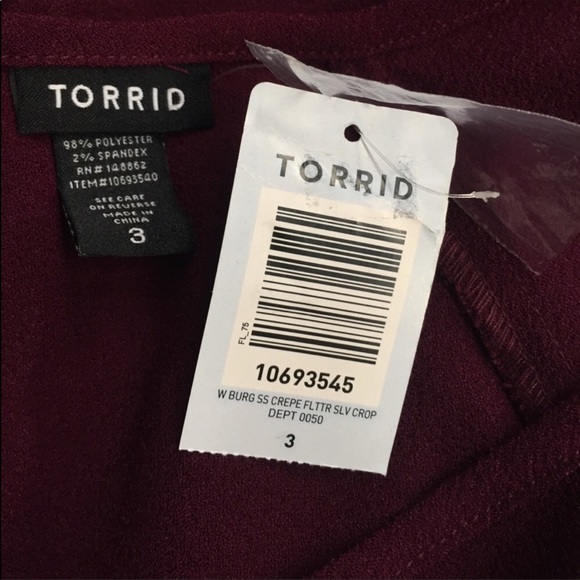 TORRID
98% POLYESTER
2% SPANDEX
RN# 148862
ITEM#10693540
SEE CARE
ON REVERSE
MADE IN
CHINA
3
TORRID
FL_75
10693545
W BURG SS CREPE FLTTR SLV CROP
DEPT 0050
3